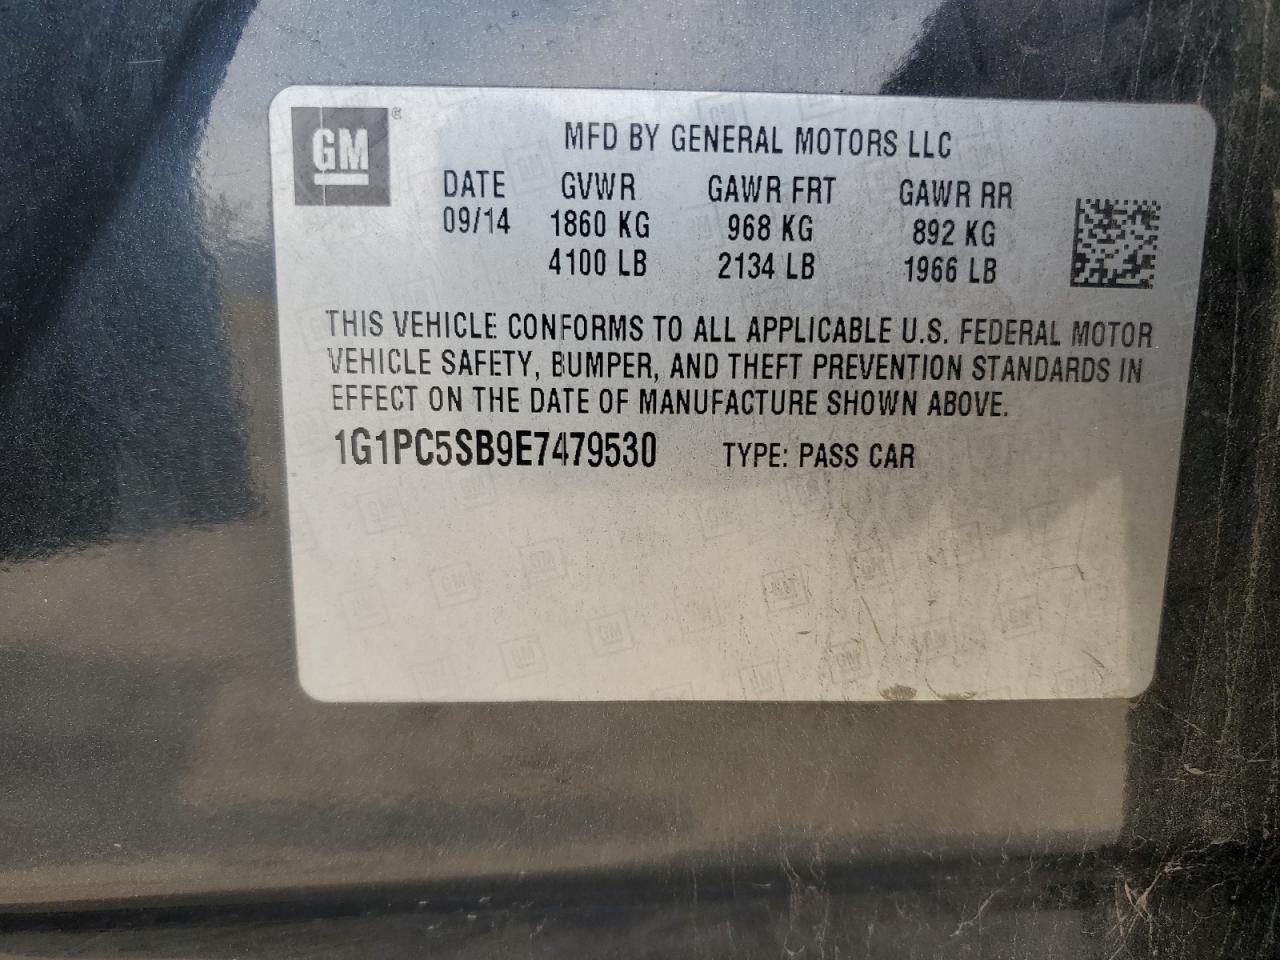 GM ®
MFD BY GENERAL MOTORS LLC
DATE GVWR GAWR FRT GAWR RR
09/14 1860 KG 968 KG 892 KG
4100 LB 2134 LB 1966 LB
THIS VEHICLE CONFORMS TO ALL APPLICABLE U.S. FEDERAL MOTOR
VEHICLE SAFETY, BUMPER, AND THEFT PREVENTION STANDARDS IN
EFFECT ON THE DATE OF MANUFACTURE SHOWN ABOVE.
1G1PC5SB9E7479530 TYPE: PASS CAR